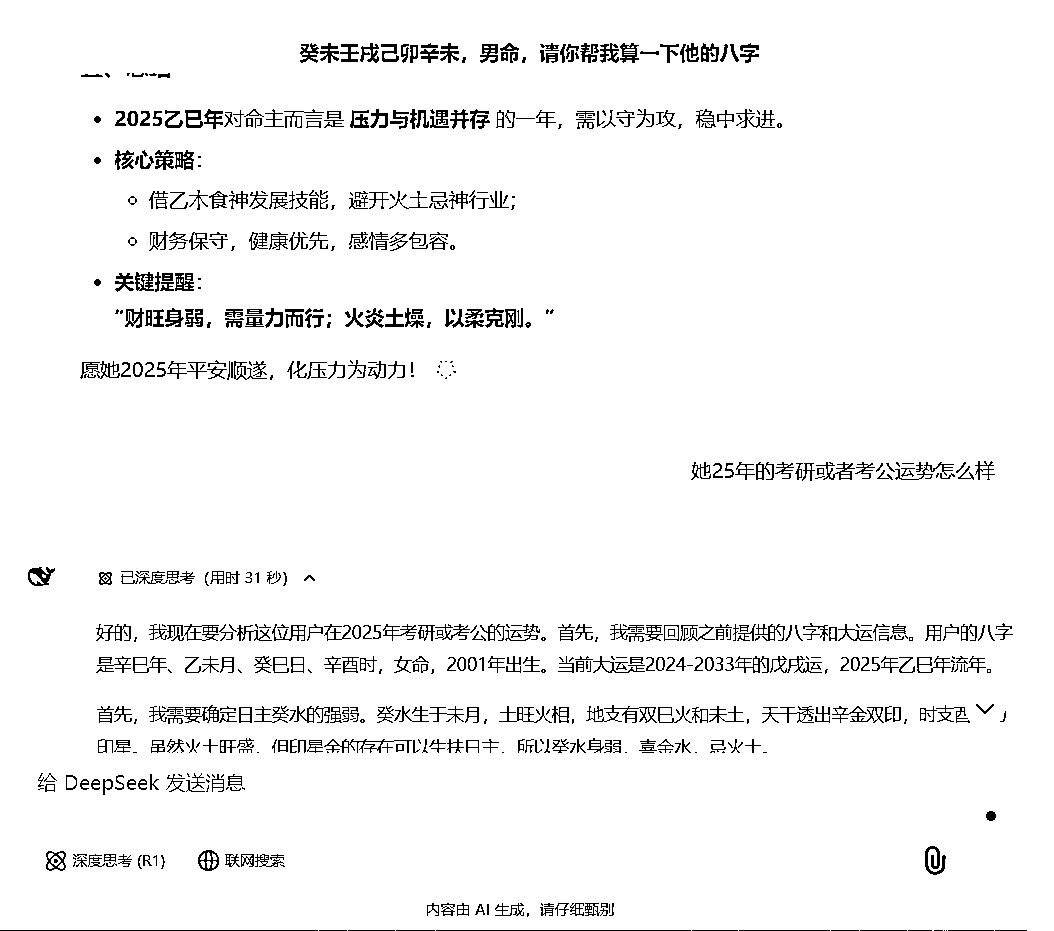 癸未壬戌己卯辛未，男命，请你帮我算一下他的八字
2025乙巳年对命主而言是 压力与机遇并存 的一年，需以守为攻，稳中求进。
核心策略：
借乙木食神发展技能，避开火土忌神行业；
财务保守，健康优先，感情多包容。
关键提醒：
“财旺身弱，需量力而行；火炎土燥，以柔克刚。”
愿她2025年平安顺遂，化压力为动力！
她25年的考研或者考公运势怎么样
已深度思考（用时 31 秒）
好的，我现在要分析这位用户在2025年考研或考公的运势。首先，我需要回顾之前提供的八字和大运信息。用户的八字
是辛巳年、乙未月、癸巳日、辛酉时，女命，2001年出生。当前大运是2024-2033年的戊戌运，2025年乙巳年流年。
首先，我需要确定日主癸水的强弱。癸水生于未月，土旺火相，地支有双巳火和未土，天干透出辛金双印，时支酉
印星。虽然火土旺盛，但印星金的存在可以生扶日主，所以癸水身弱，喜金水，忌火土。
给 DeepSeek 发送消息
深度思考 (R1)
联网搜索
内容由 AI 生成，请仔细甄别